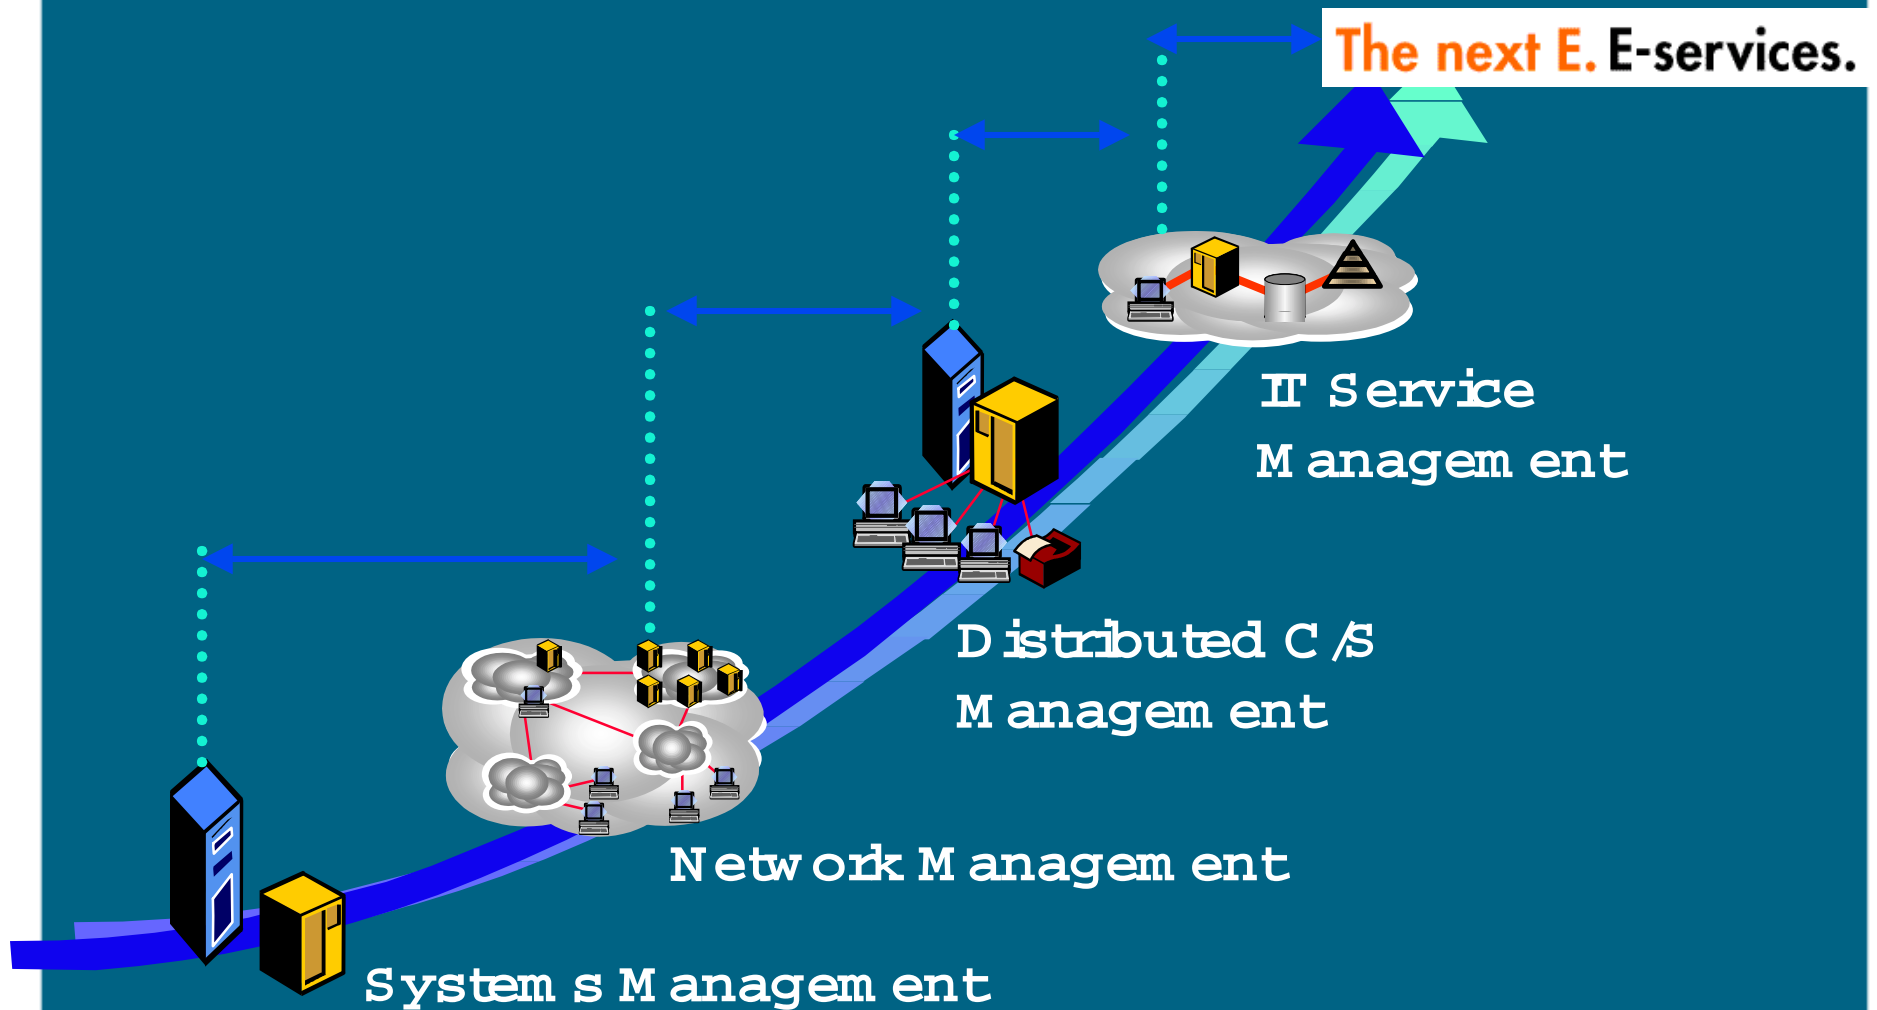 The next E. E-services.
IT Service
Management
Distributed C/S
Management
Network Management
Systems Management